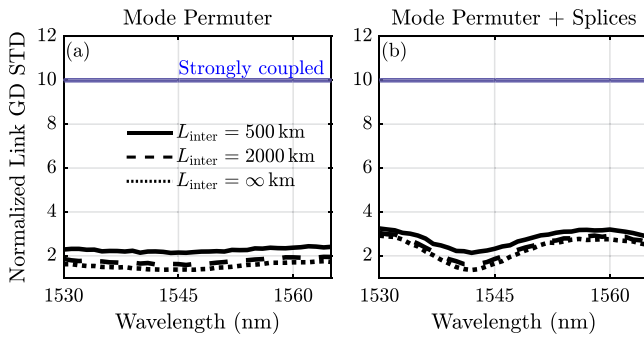 Mode Permuter
Mode Permuter + Splices
Normalized Link GD STD
12
10
8
6
4
2
(a)
Strongly coupled
L_inter = 500 km
L_inter = 2000 km
L_inter = ∞ km
1530
1545
1560
Wavelength (nm)
12
10
8
6
4
2
(b)
1530
1545
1560
Wavelength (nm)